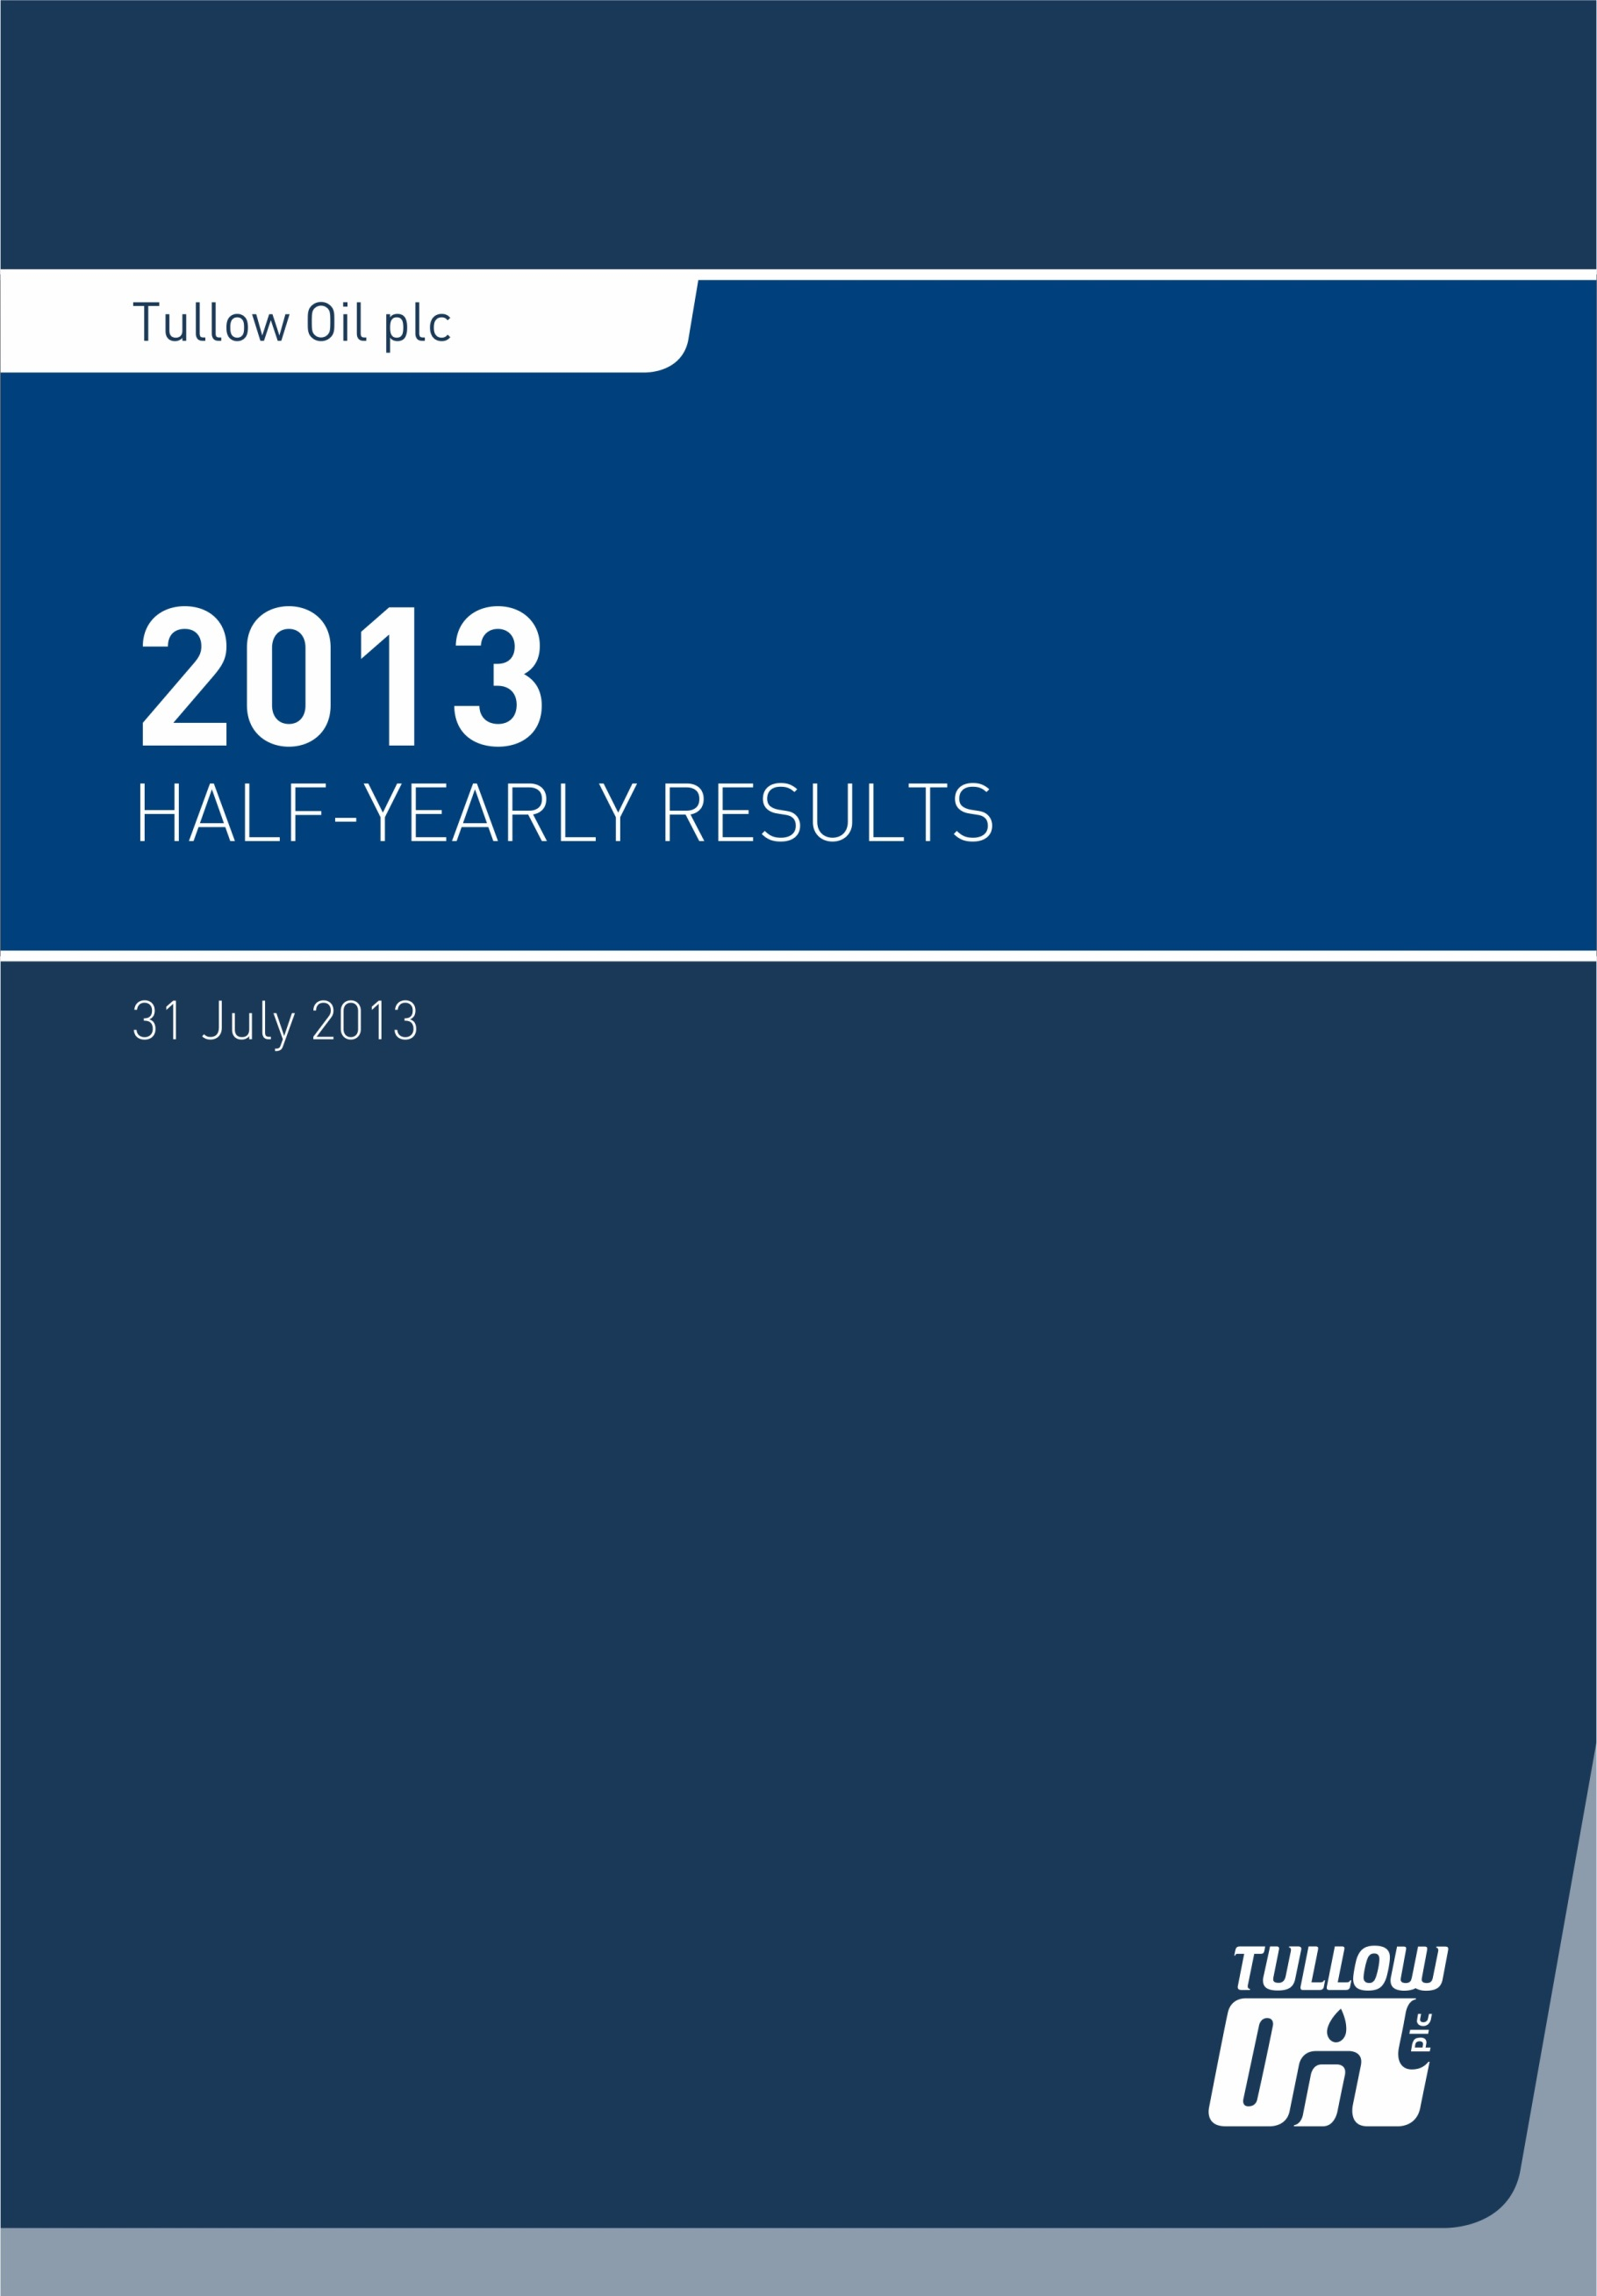 Tullow Oil plc
2013
HALF-YEARLY RESULTS
31 July 2013
TULLOW
Oil
plc